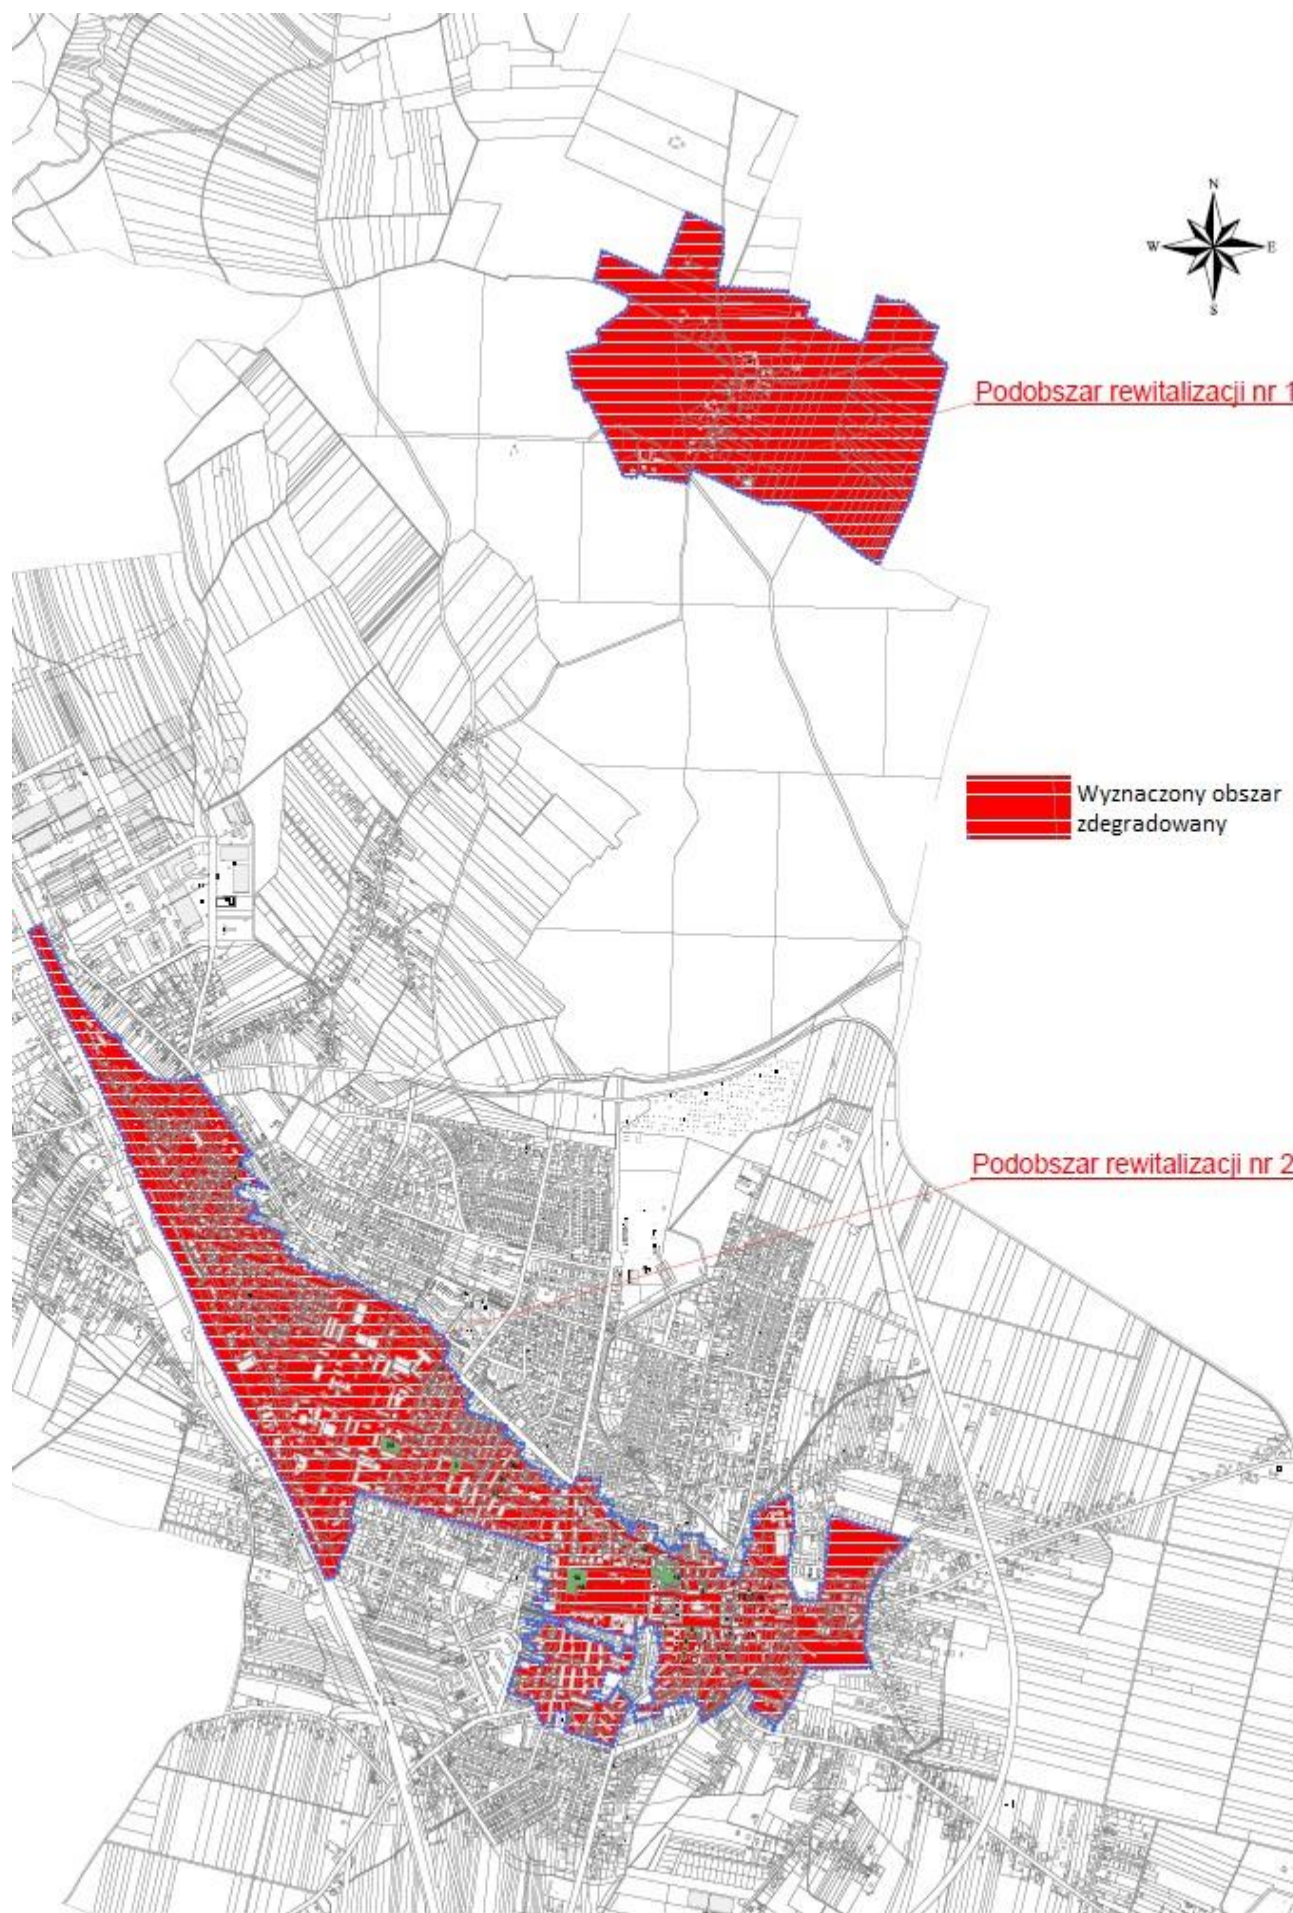 N
W E
S
Podobszar rewitalizacji nr 1
Wyznaczony obszar
zdegradowany
Podobszar rewitalizacji nr 2